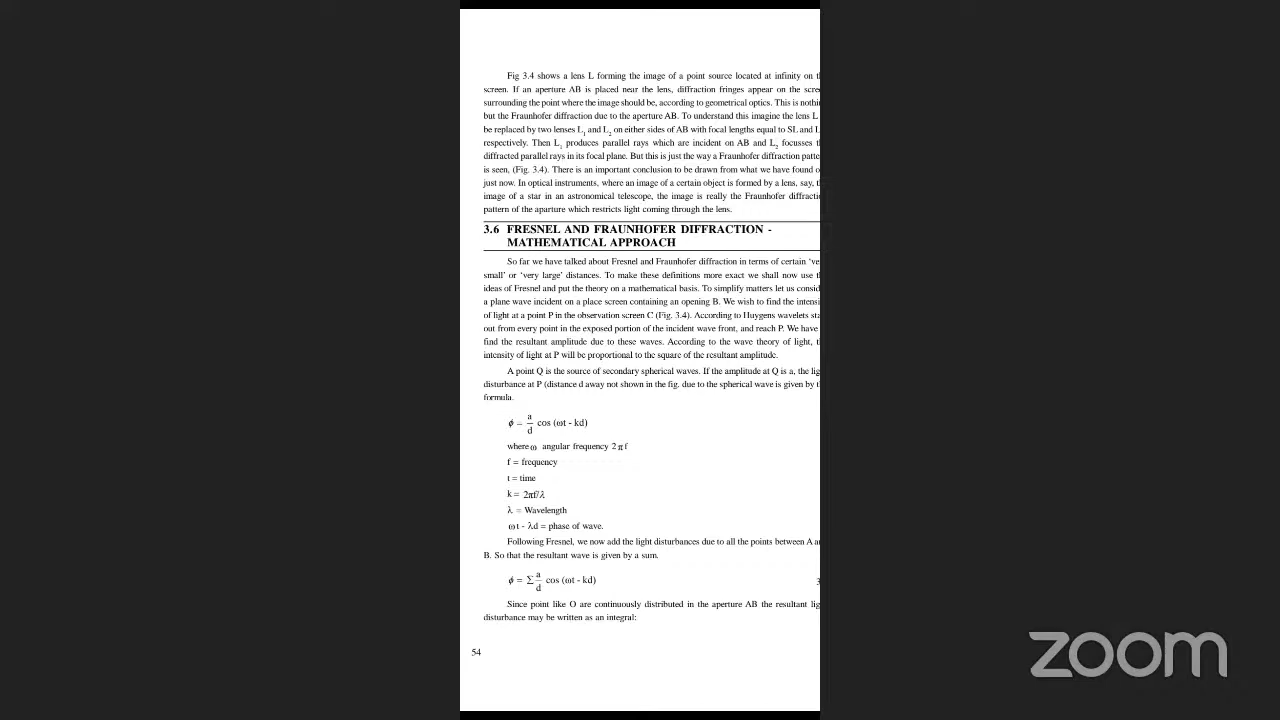 Fig 3.4 shows a lens L forming the image of a point source located at infinity on
screen. If an aperture AB is placed near the lens, diffraction fringes appear on the
surrounding the point where the image should be, according to geometrical optics. This is
but the Fraunhofer diffraction due to the aperture AB. To understand this imagine the lens L
be replaced by two lenses L1 and L2 on either sides of AB with focal lengths equal to SL and
respectively. Then L1 produces parallel rays which are incident on AB and L2 focusses
diffracted parallel rays in its focal plane. But this is just the way a Fraunhofer diffraction
is seen, (Fig. 3.4). There is an important conclusion to be drawn from what we have found
just now. In optical instruments, where an image of a certain object is formed by a lens, say,
image of a star in an astronomical telescope, the image is really the Fraunhofer
pattern of the aparture which restricts light coming through the lens.
3.6 FRESNEL AND FRAUNHOFER DIFFRACTION -
MATHEMATICAL APPROACH
So far we have talked about Fresnel and Fraunhofer diffraction in terms of certain
small' or 'very large' distances. To make these definitions more exact we shall now use
ideas of Fresnel and put the theory on a mathematical basis. To simplify matters let us
a plane wave incident on a place screen containing an opening B. We wish to find the
of light at a point P in the observation screen C (Fig. 3.4). According to Huygens wavelets
out from every point in the exposed portion of the incident wave front, and reach P. We have
find the resultant amplitude due to these waves. According to the wave theory of light,
intensity of light at P will be proportional to the square of the resultant amplitude.
A point Q is the source of secondary spherical waves. If the amplitude at Q is a, the
disturbance at P (distance d away not shown in the fig. due to the spherical wave is given by
formula.
ϕ = a/d cos (ωt - kd)
where ω angular frequency 2 π f
f = frequency
t = time
k = 2πf/λ
λ = Wavelength
ωt - λd = phase of wave.
Following Fresnel, we now add the light disturbances due to all the points between A
B. So that the resultant wave is given by a sum.
ϕ = Σ a/d cos (ωt - kd)
Since point like O are continuously distributed in the aperture AB the resultant
disturbance may be written as an integral:
54
zoom